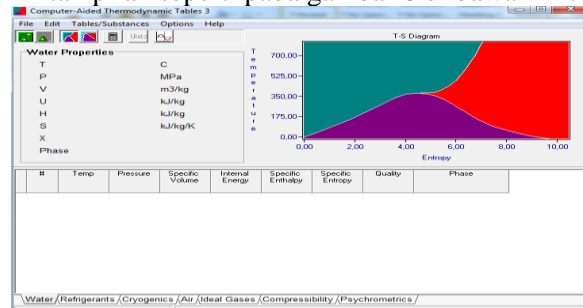 Computer-Aided Thermodynamic Tables 3
File Edit Tables/Substances Options Help
Units
Water Properties
T C
P MPa
V m3/kg
U kJ/kg
H kJ/kg
S kJ/kg/K
X
Phase
T-S Diagram
Temperature
700,00
525,00
350,00
175,00
0,00
0,00 2,00 4,00 6,00 8,00 10,00
Entropy
# Temp Pressure Specific Volume Internal Energy Specific Enthalpy Specific Entropy Quality Phase
Water Refrigerants Cryogenics Air Ideal Gases Compressibility Psychrometrics